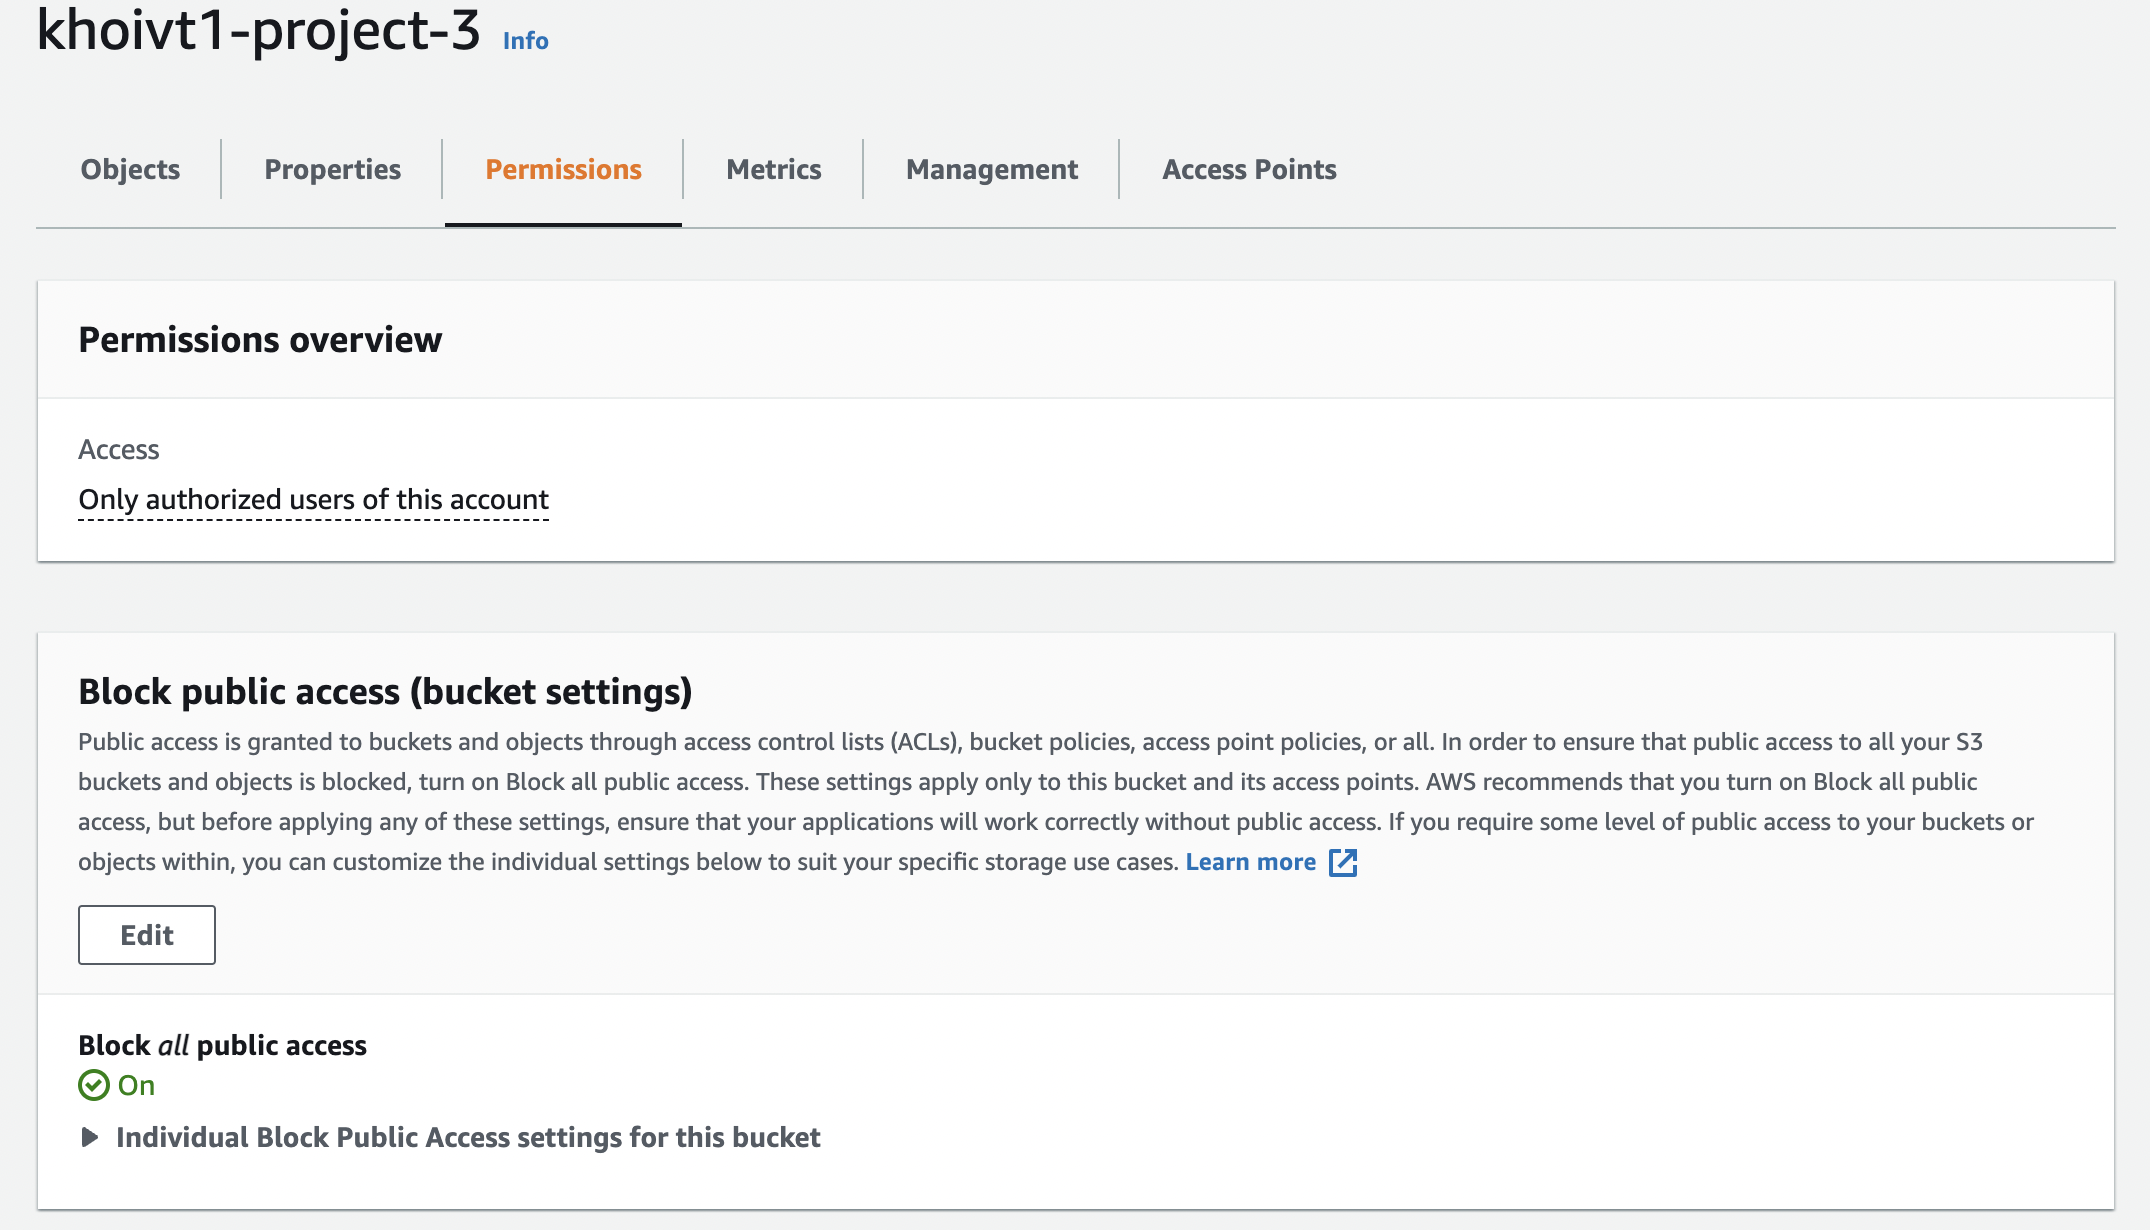 khoivt1-project-3 Info
Objects Properties Permissions Metrics Management Access Points
Permissions overview
Access
Only authorized users of this account
Block public access (bucket settings)
Public access is granted to buckets and objects through access control lists (ACLs), bucket policies, access point policies, or all. In order to ensure that public access to all your S3
buckets and objects is blocked, turn on Block all public access. These settings apply only to this bucket and its access points. AWS recommends that you turn on Block all public
access, but before applying any of these settings, ensure that your applications will work correctly without public access. If you require some level of public access to your buckets or
objects within, you can customize the individual settings below to suit your specific storage use cases. Learn more
Edit
Block all public access
On
Individual Block Public Access settings for this bucket